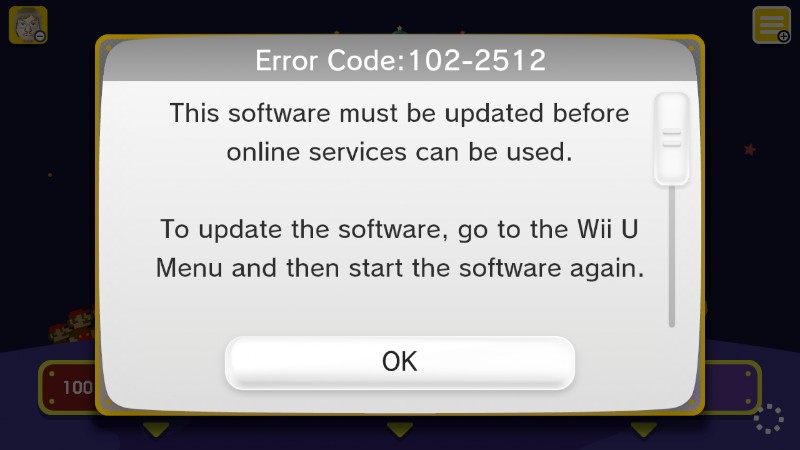 Error Code:102-2512
This software must be updated before
online services can be used.
To update the software, go to the Wii U
Menu and then start the software again.
OK
100